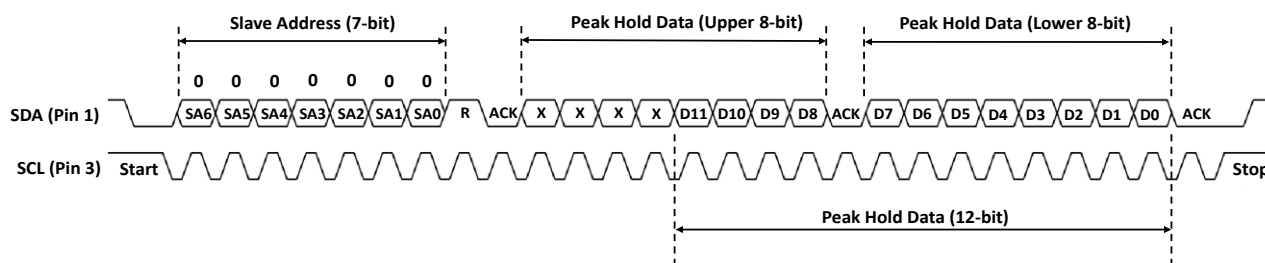 Slave Address (7-bit) Peak Hold Data (Upper 8-bit) Peak Hold Data (Lower 8-bit)
0 0 0 0 0 0 0
SDA (Pin 1) SA6 SA5 SA4 SA3 SA2 SA1 SA0 R ACK X X X X D11 D10 D9 D8 ACK D7 D6 D5 D4 D3 D2 D1 D0 ACK
SCL (Pin 3) Start Stop
Peak Hold Data (12-bit)